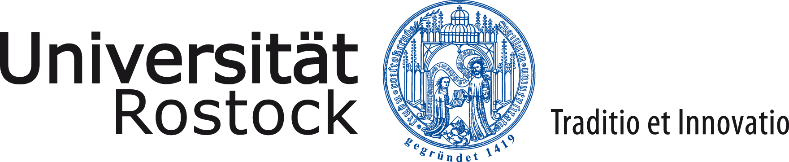 Universität
Rostock
gegründet 1419
Traditio et Innovatio